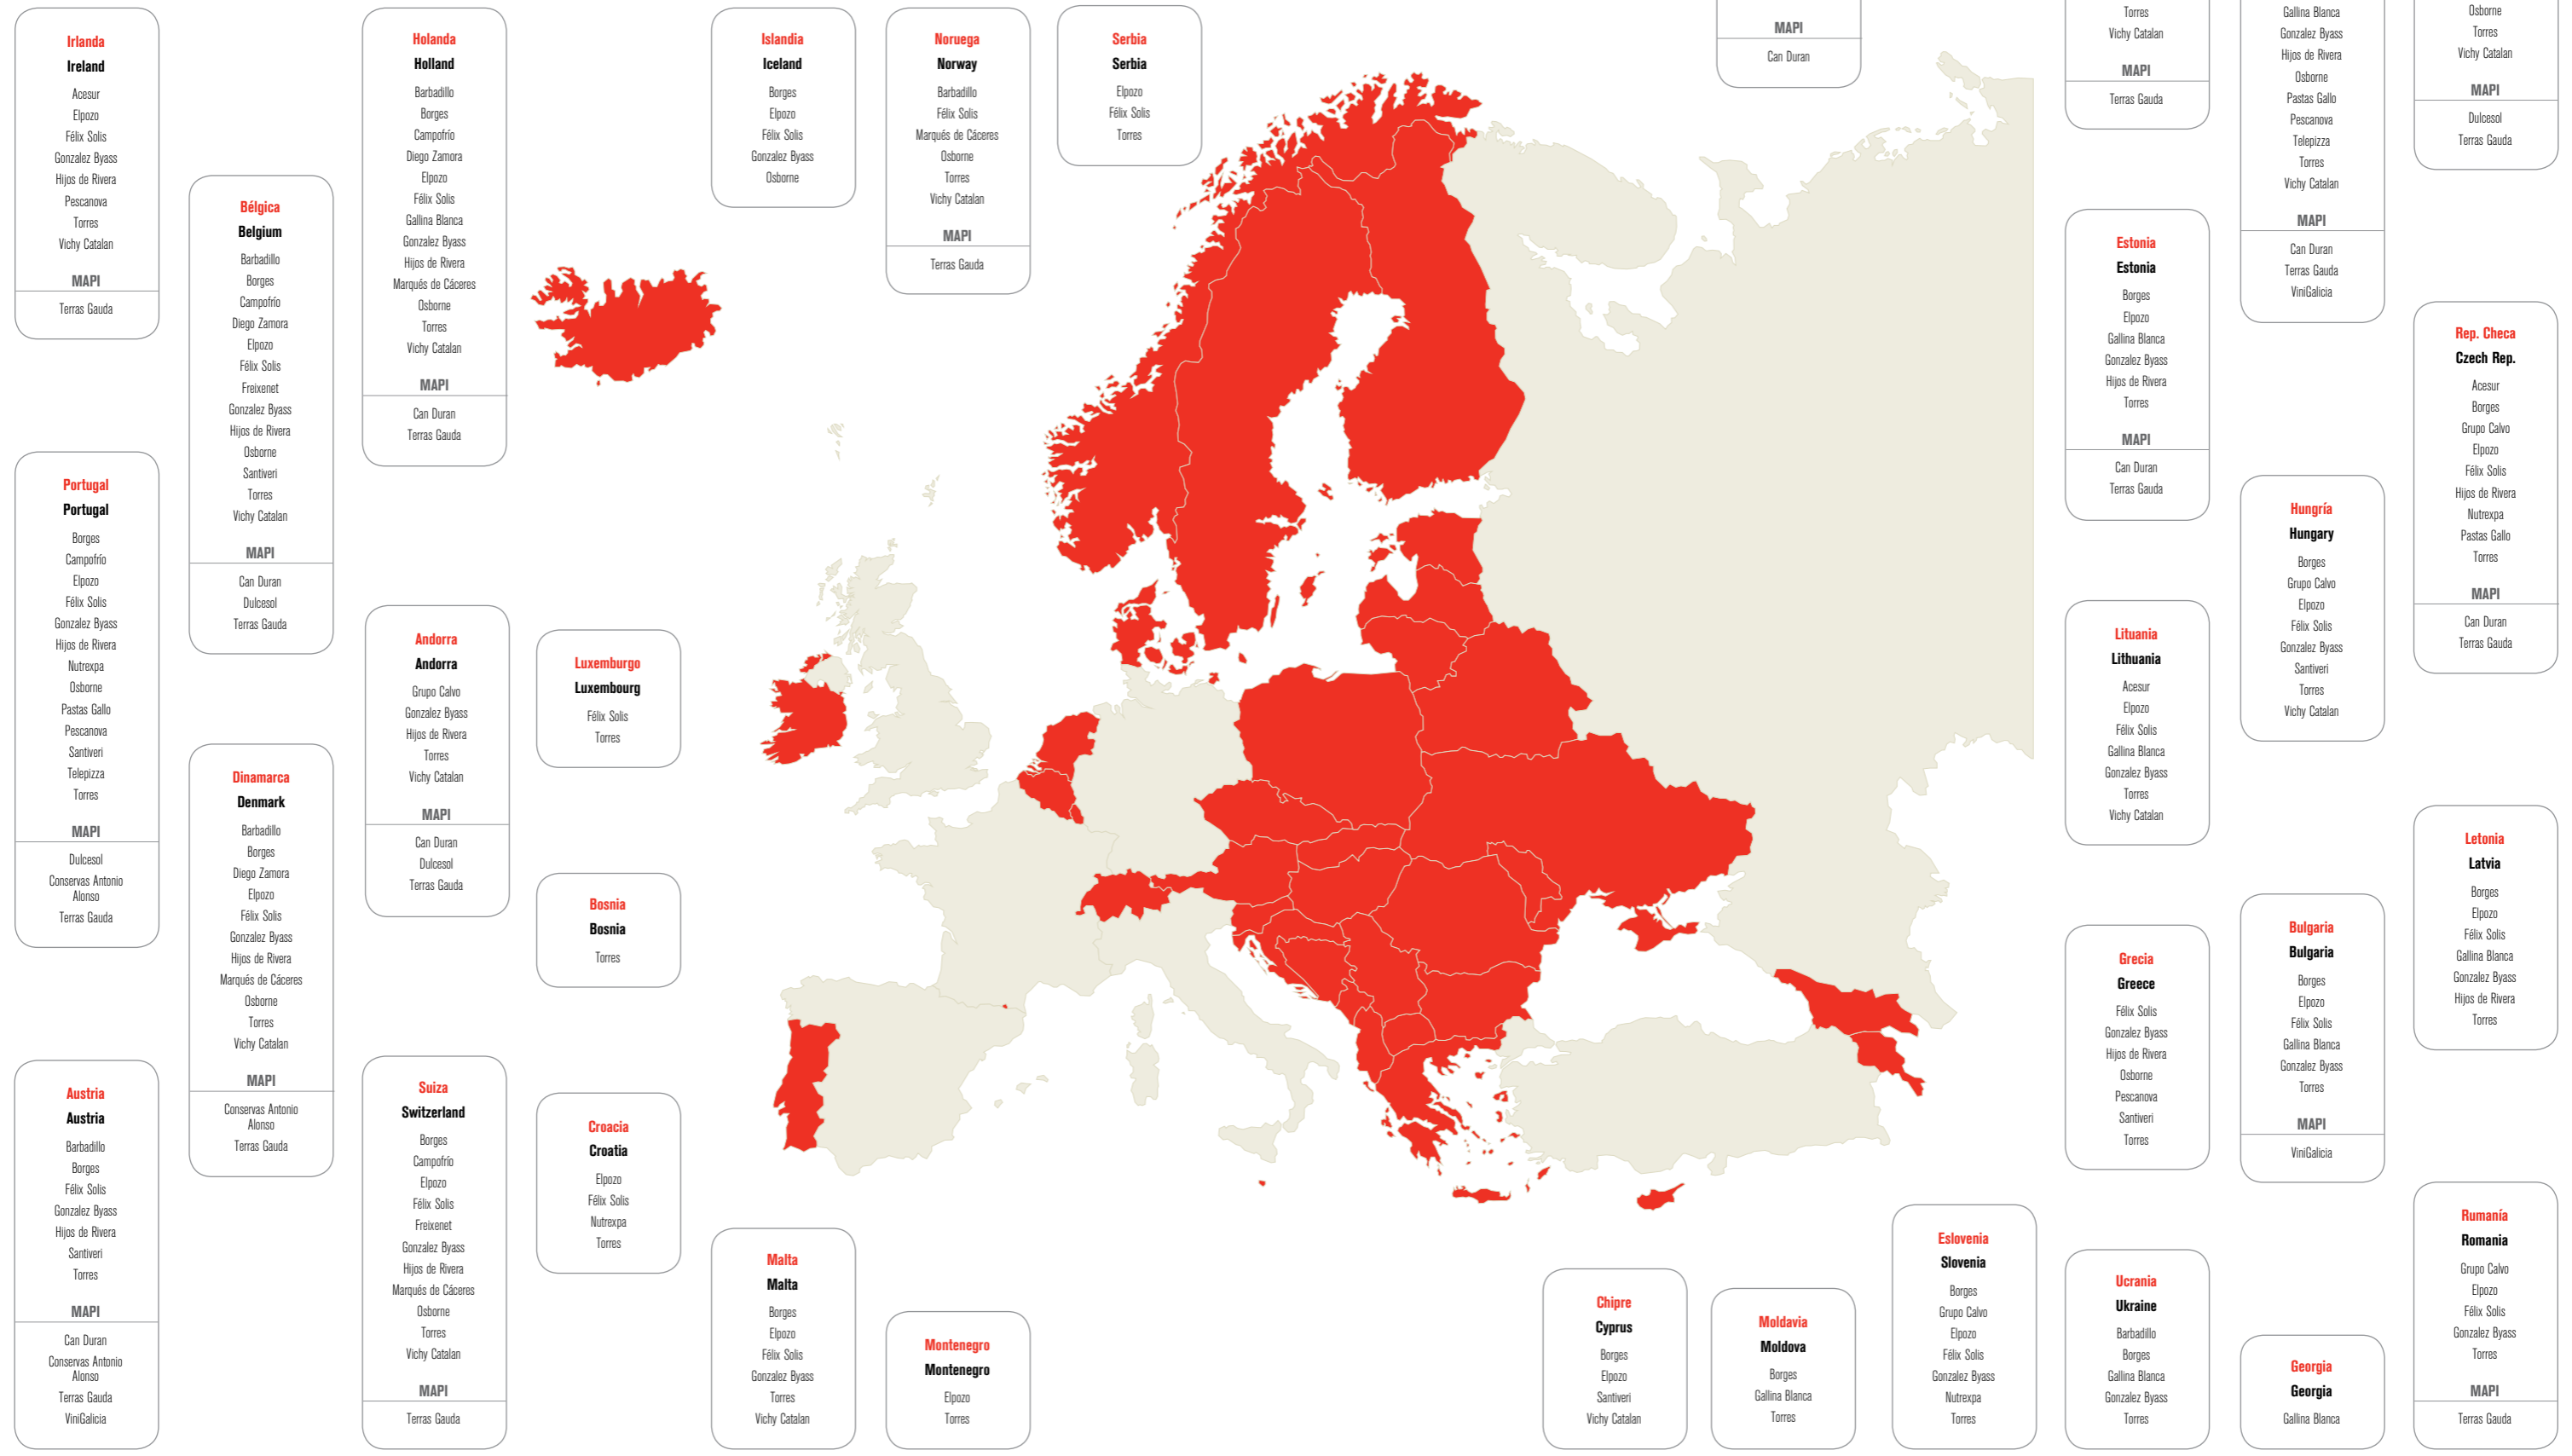 Irlanda
Ireland
Acesur
Elpozo
Félix Solis
Gonzalez Byass
Hijos de Rivera
Pescanova
Torres
Vichy Catalan
MAPI
Terras Gauda
Portugal
Portugal
Borges
Campofrío
Elpozo
Félix Solis
Gonzalez Byass
Hijos de Rivera
Nutrexpa
Osborne
Pastas Gallo
Pescanova
Santiveri
Telepizza
Torres
MAPI
Dulcesol
Conservas Antonio
Alonso
Terras Gauda
Austria
Austria
Barbadillo
Borges
Félix Solis
Gonzalez Byass
Hijos de Rivera
Santiveri
Torres
MAPI
Can Duran
Conservas Antonio
Alonso
Terras Gauda
ViniGalicia
Bélgica
Belgium
Barbadillo
Borges
Campofrío
Diego Zamora
Elpozo
Félix Solis
Freixenet
Gonzalez Byass
Hijos de Rivera
Osborne
Santiveri
Torres
Vichy Catalan
MAPI
Can Duran
Dulcesol
Terras Gauda
Dinamarca
Denmark
Barbadillo
Borges
Diego Zamora
Elpozo
Félix Solis
Gonzalez Byass
Hijos de Rivera
Marqués de Cáceres
Osborne
Torres
Vichy Catalan
MAPI
Conservas Antonio
Alonso
Terras Gauda
Holanda
Holland
Barbadillo
Borges
Campofrío
Diego Zamora
Elpozo
Félix Solis
Gallina Blanca
Gonzalez Byass
Hijos de Rivera
Marqués de Cáceres
Osborne
Torres
Vichy Catalan
MAPI
Can Duran
Terras Gauda
Andorra
Andorra
Grupo Calvo
Gonzalez Byass
Hijos de Rivera
Torres
Vichy Catalan
MAPI
Can Duran
Dulcesol
Terras Gauda
Suiza
Switzerland
Borges
Campofrío
Elpozo
Félix Solis
Freixenet
Gonzalez Byass
Hijos de Rivera
Marqués de Cáceres
Osborne
Torres
Vichy Catalan
MAPI
Terras Gauda
Luxemburgo
Luxembourg
Félix Solis
Torres
Bosnia
Bosnia
Torres
Croacia
Croatia
Elpozo
Félix Solis
Nutrexpa
Torres
Islandia
Iceland
Borges
Elpozo
Félix Solis
Gonzalez Byass
Osborne
Malta
Malta
Borges
Elpozo
Félix Solis
Gonzalez Byass
Torres
Vichy Catalan
Noruega
Norway
Barbadillo
Félix Solis
Marqués de Cáceres
Osborne
Torres
Vichy Catalan
MAPI
Terras Gauda
Montenegro
Montenegro
Elpozo
Torres
Serbia
Serbia
Elpozo
Félix Solis
Torres
Chipre
Cyprus
Borges
Elpozo
Santiveri
Vichy Catalan
MAPI
Can Duran
Moldavia
Moldova
Borges
Gallina Blanca
Torres
Eslovenia
Slovenia
Borges
Grupo Calvo
Elpozo
Félix Solis
Gonzalez Byass
Nutrexpa
Torres
Torres
Vichy Catalan
MAPI
Terras Gauda
Estonia
Estonia
Borges
Elpozo
Gallina Blanca
Gonzalez Byass
Hijos de Rivera
Torres
MAPI
Can Duran
Terras Gauda
Lituania
Lithuania
Acesur
Elpozo
Félix Solis
Gallina Blanca
Gonzalez Byass
Torres
Vichy Catalan
Grecia
Greece
Félix Solis
Gonzalez Byass
Hijos de Rivera
Osborne
Pescanova
Santiveri
Torres
Ucrania
Ukraine
Barbadillo
Borges
Gallina Blanca
Gonzalez Byass
Torres
Gallina Blanca
Gonzalez Byass
Hijos de Rivera
Osborne
Pastas Gallo
Pescanova
Telepizza
Torres
Vichy Catalan
MAPI
Can Duran
Terras Gauda
ViniGalicia
Hungría
Hungary
Borges
Grupo Calvo
Elpozo
Félix Solis
Gonzalez Byass
Santiveri
Torres
Vichy Catalan
Bulgaria
Bulgaria
Borges
Elpozo
Félix Solis
Gallina Blanca
Gonzalez Byass
Torres
MAPI
ViniGalicia
Georgia
Georgia
Gallina Blanca
Osborne
Torres
Vichy Catalan
MAPI
Dulcesol
Terras Gauda
Rep. Checa
Czech Rep.
Acesur
Borges
Grupo Calvo
Elpozo
Félix Solis
Hijos de Rivera
Nutrexpa
Pastas Gallo
Torres
MAPI
Can Duran
Terras Gauda
Letonia
Latvia
Borges
Elpozo
Félix Solis
Gallina Blanca
Gonzalez Byass
Hijos de Rivera
Torres
Rumanía
Romania
Grupo Calvo
Elpozo
Félix Solis
Gonzalez Byass
Torres
MAPI
Terras Gauda